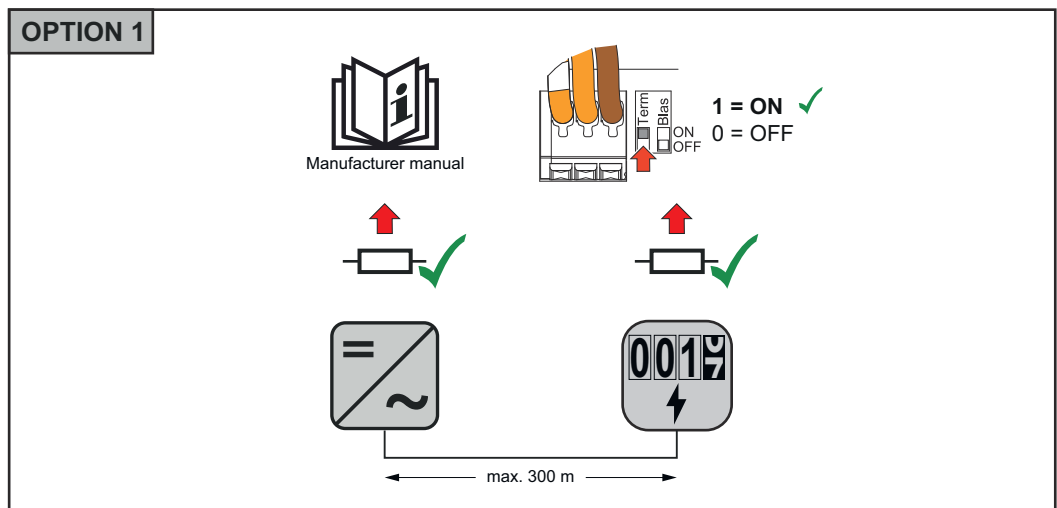 OPTION 1
Manufacturer manual
Term
Bias
ON
OFF
1 = ON
0 = OFF
001
max. 300 m